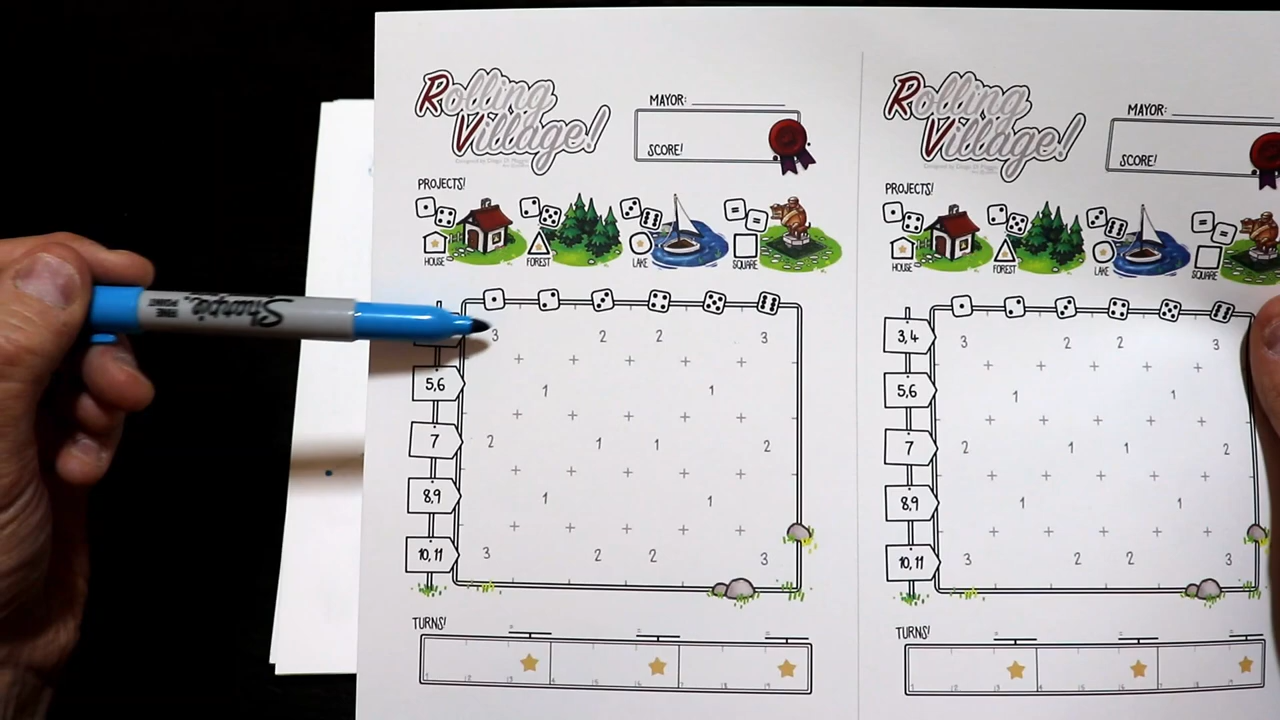 Rolling
Village!
MAYOR:
SCORE!
PROJECTS!
HOUSE
FOREST
LAKE
SQUARE
3 2 2 3
5,6 1 1
7 2 1 1 2
8,9 1 1
10,11 3 2 2 3
TURNS!
Rolling
Village!
MAYOR:
SCORE!
PROJECTS!
HOUSE
FOREST
LAKE
SQUARE
3,4 3 2 2 3
5,6 1 1
7 2 1 1 2
8,9 1 1
10,11 3 2 2 3
TURNS!
Sharpie
FINE
POINT